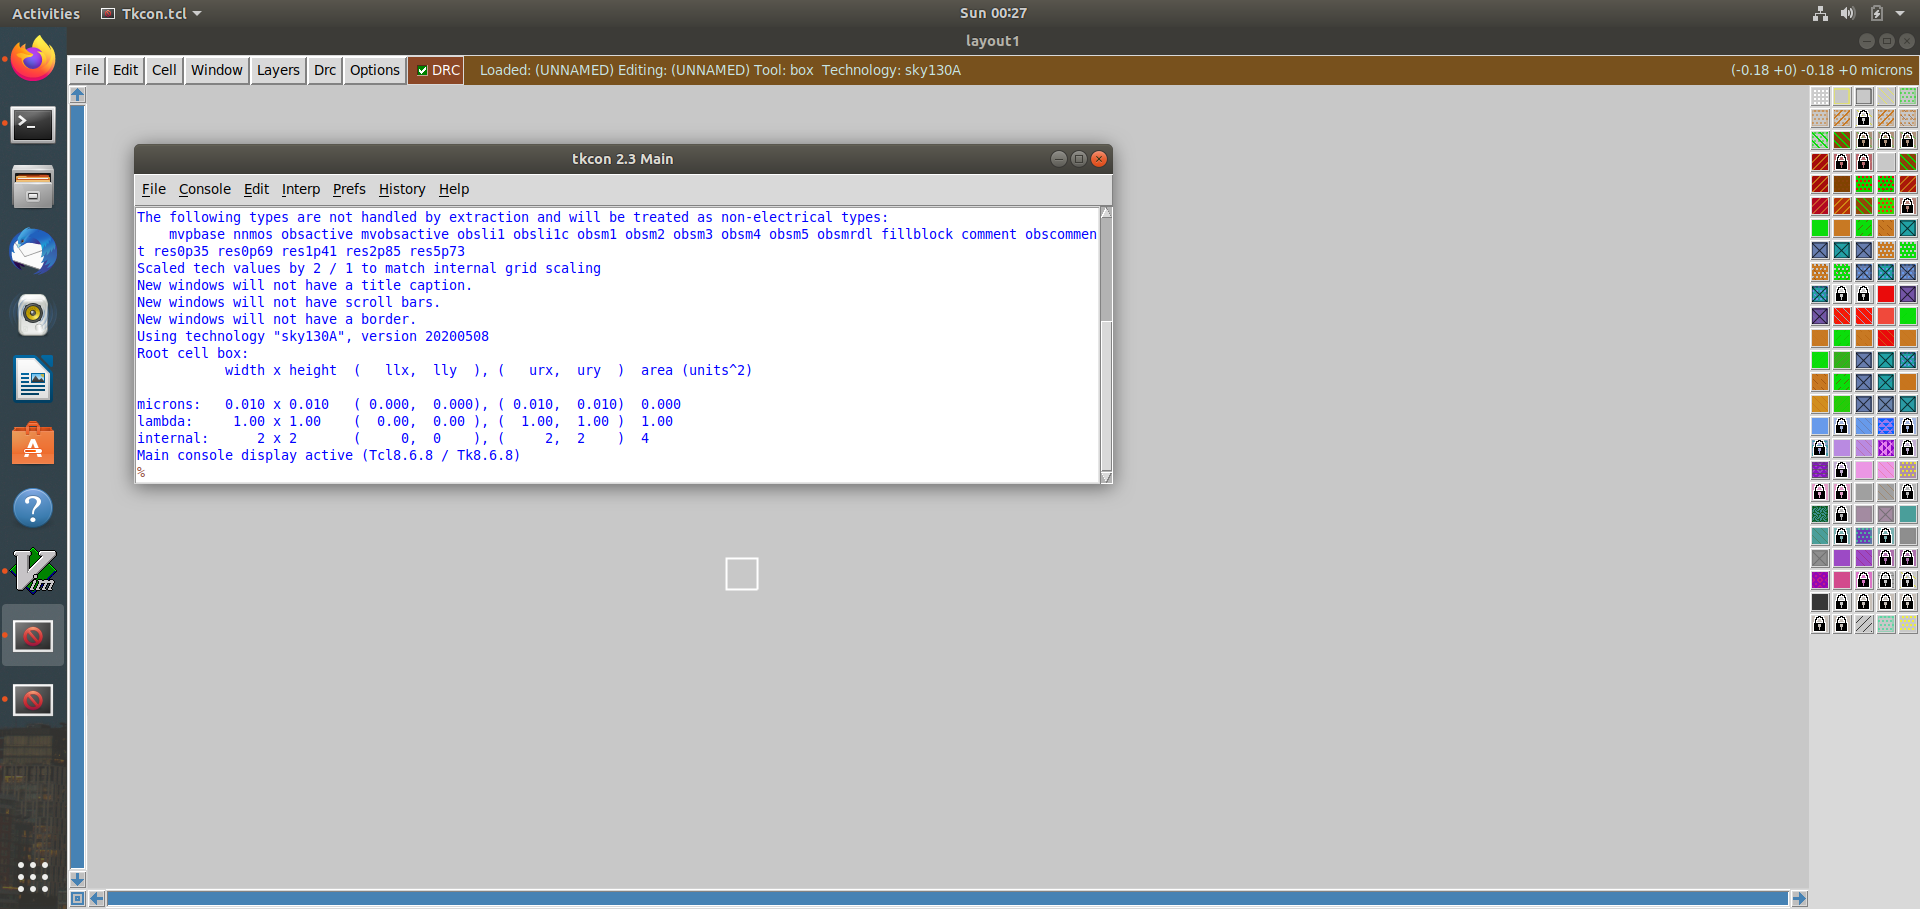 Activities Tkcon.tcl Sun 00:27
layout1
File Edit Cell Window Layers Drc Options DRC Loaded: (UNNAMED) Editing: (UNNAMED) Tool: box Technology: sky130A (-0.18 +0) -0.18 +0 microns
tkcon 2.3 Main
File Console Edit Interp Prefs History Help
The following types are not handled by extraction and will be treated as non-electrical types:
mvpbase nnmos obsactive mvobsactive obsli1 obsli1c obsm1 obsm2 obsm3 obsm4 obsm5 obsmrdl fillblock comment obscommen
t res0p35 res0p69 res1p41 res2p85 res5p73
Scaled tech values by 2 / 1 to match internal grid scaling
New windows will not have a title caption.
New windows will not have scroll bars.
New windows will not have a border.
Using technology "sky130A", version 20200508
Root cell box:
width x height ( llx, lly ), ( urx, ury ) area (units^2)
microns: 0.010 x 0.010 ( 0.000, 0.000), ( 0.010, 0.010) 0.000
lambda: 1.00 x 1.00 ( 0.00, 0.00 ), ( 1.00, 1.00 ) 1.00
internal: 2 x 2 ( 0, 0 ), ( 2, 2 ) 4
Main console display active (Tcl8.6.8 / Tk8.6.8)
%
Vim